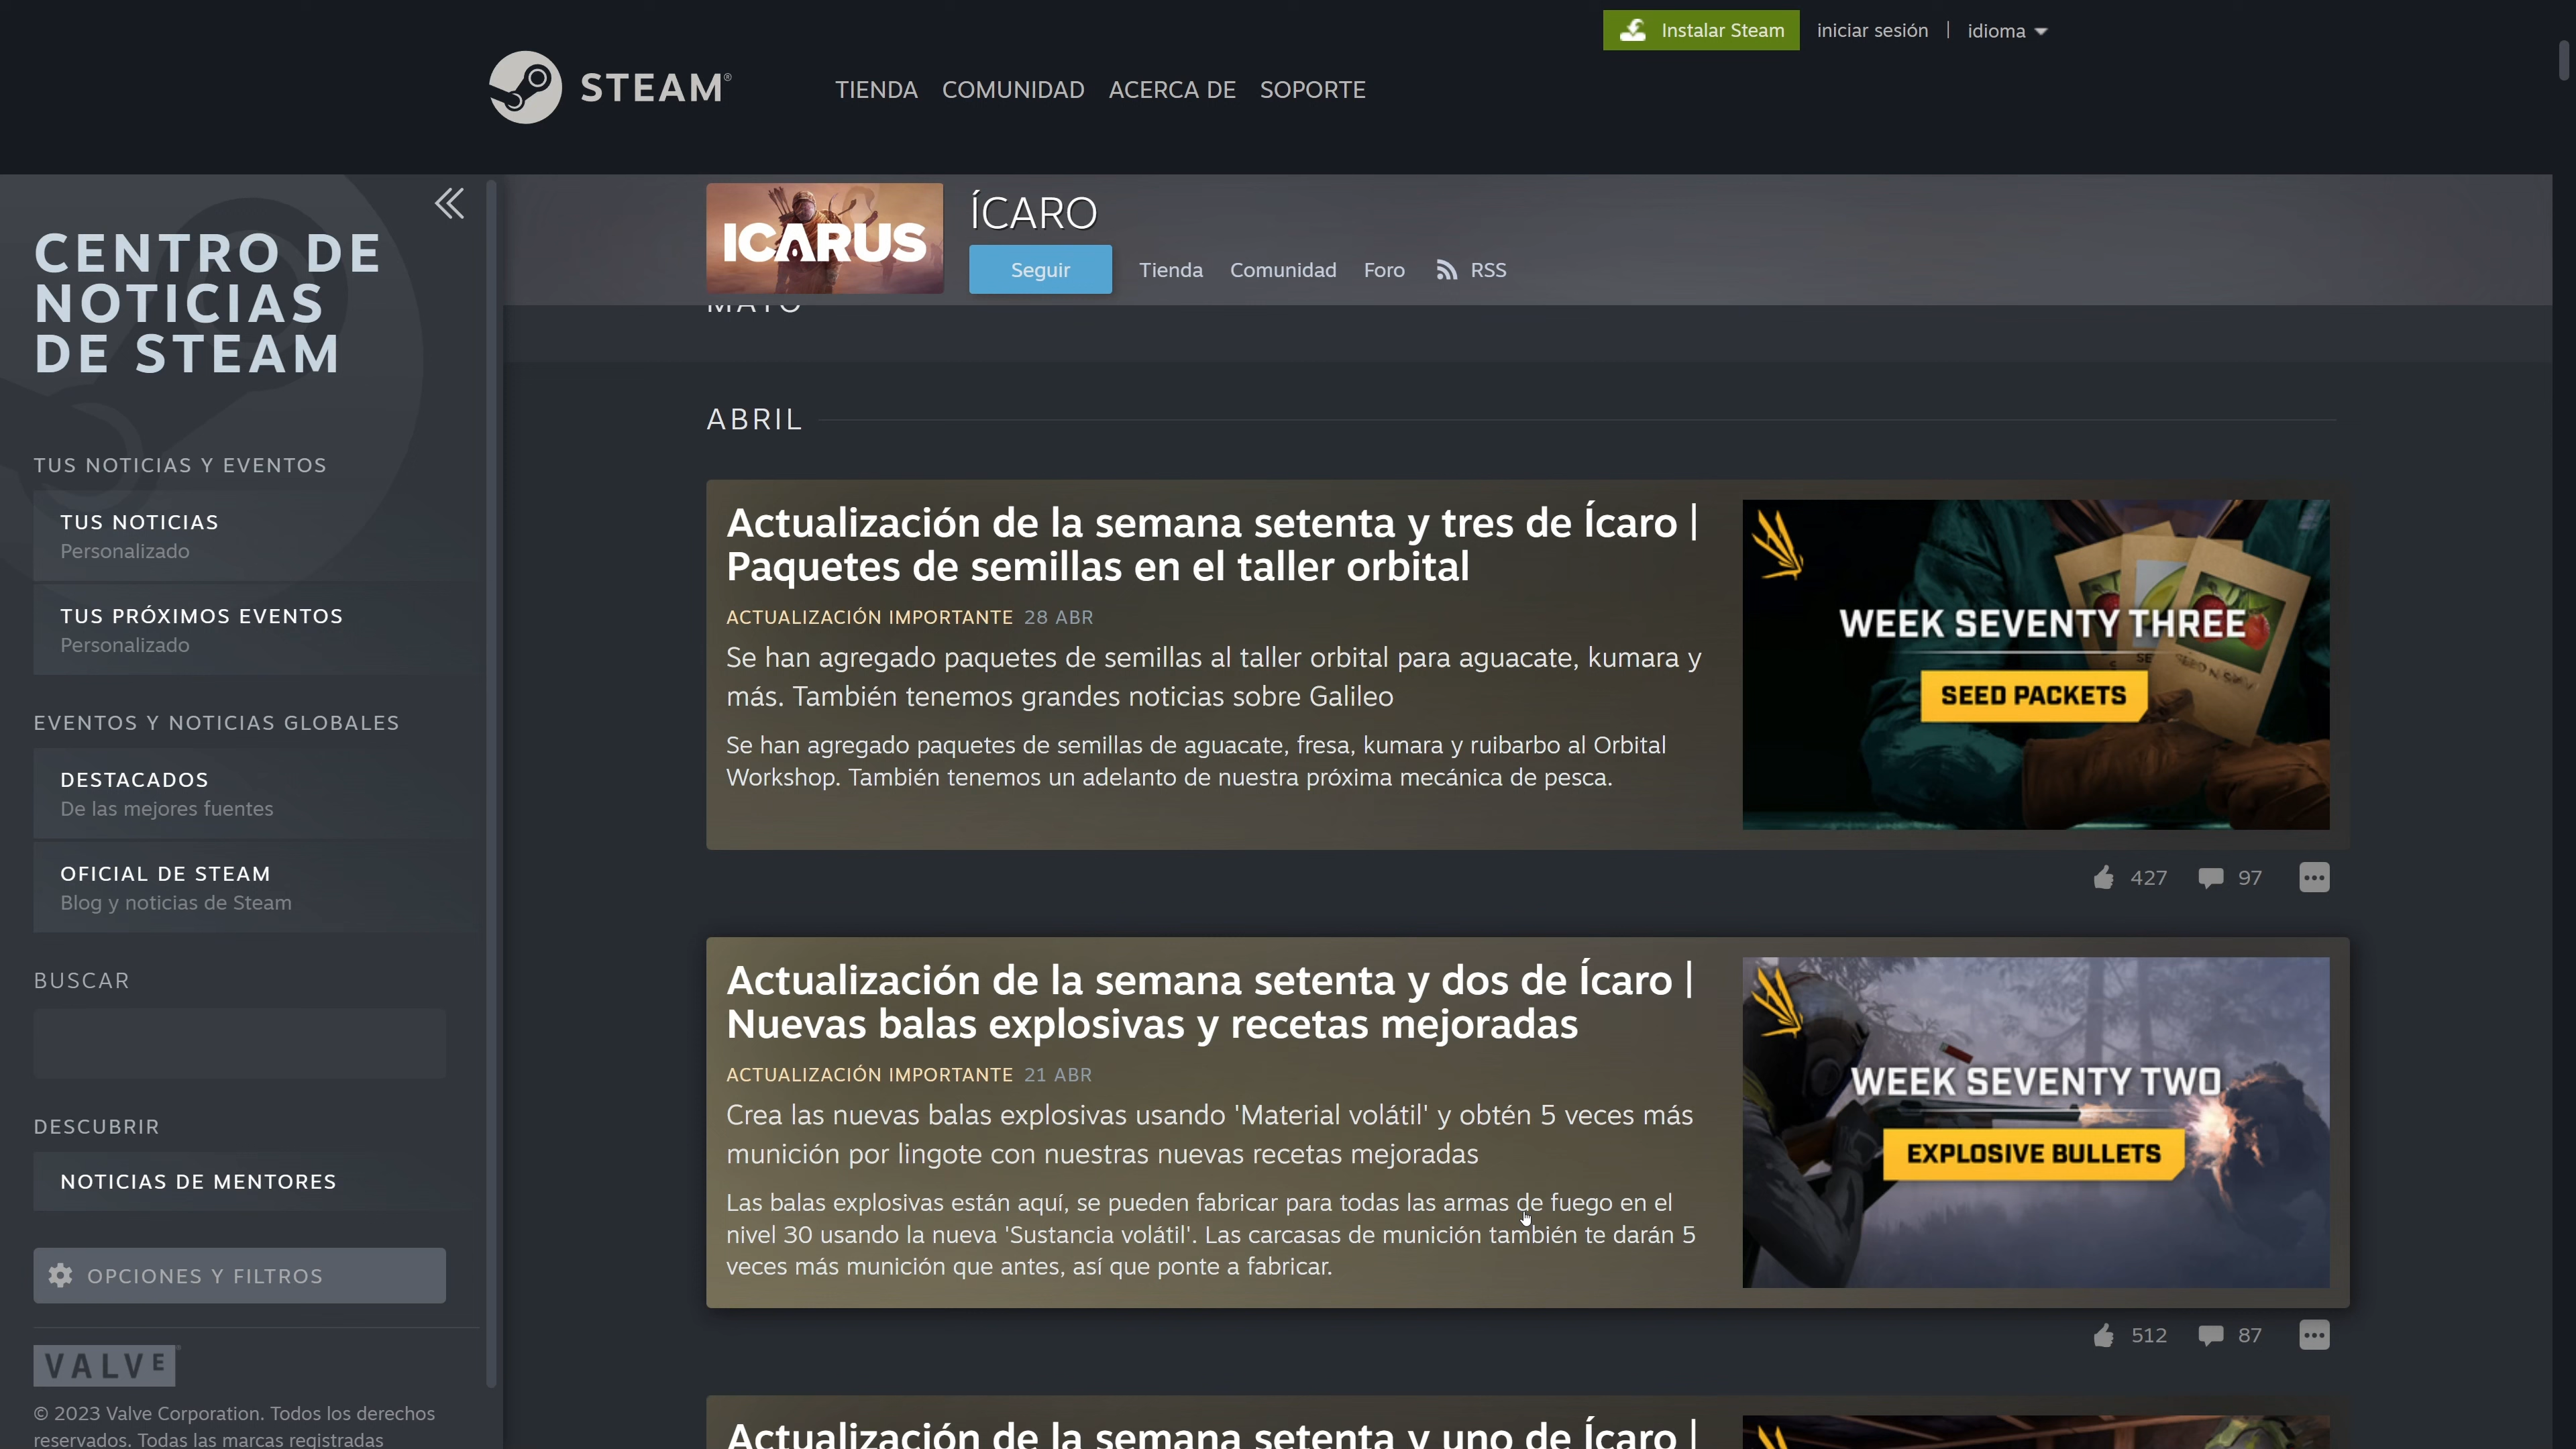 Instalar Steam
iniciar sesión | idioma
STEAM®
TIENDA COMUNIDAD ACERCA DE SOPORTE
CENTRO DE
NOTICIAS
DE STEAM
TUS NOTICIAS Y EVENTOS
TUS NOTICIAS
Personalizado
TUS PRÓXIMOS EVENTOS
Personalizado
EVENTOS Y NOTICIAS GLOBALES
DESTACADOS
De las mejores fuentes
OFICIAL DE STEAM
Blog y noticias de Steam
BUSCAR
DESCUBRIR
NOTICIAS DE MENTORES
OPCIONES Y FILTROS
VALVE
© 2023 Valve Corporation. Todos los derechos
reservados. Todas las marcas registradas
ICARUS
ÍCARO
Seguir
Tienda Comunidad Foro RSS
MAYO
ABRIL
Actualización de la semana setenta y tres de Ícaro |
Paquetes de semillas en el taller orbital
ACTUALIZACIÓN IMPORTANTE 28 ABR
Se han agregado paquetes de semillas al taller orbital para aguacate, kumara y
más. También tenemos grandes noticias sobre Galileo
Se han agregado paquetes de semillas de aguacate, fresa, kumara y ruibarbo al Orbital
Workshop. También tenemos un adelanto de nuestra próxima mecánica de pesca.
WEEK SEVENTY THREE
SEED PACKETS
427 97
Actualización de la semana setenta y dos de Ícaro |
Nuevas balas explosivas y recetas mejoradas
ACTUALIZACIÓN IMPORTANTE 21 ABR
Crea las nuevas balas explosivas usando 'Material volátil' y obtén 5 veces más
munición por lingote con nuestras nuevas recetas mejoradas
Las balas explosivas están aquí, se pueden fabricar para todas las armas de fuego en el
nivel 30 usando la nueva 'Sustancia volátil'. Las carcasas de munición también te darán 5
veces más munición que antes, así que ponte a fabricar.
WEEK SEVENTY TWO
EXPLOSIVE BULLETS
512 87
Actualización de la semana setenta y uno de Ícaro |